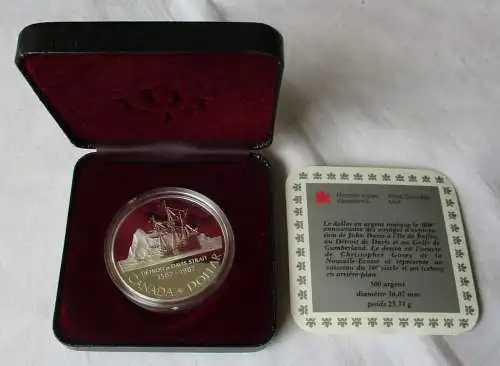 DÉTROIT DE DAVIS STRAIT
1587-1987
CANADA DOLLAR
Monnaie royale
canadienne
Royal Canadian
Mint
Le dollar en argent marque le 400e
anniversaire des voyages d'explora-
tion de John Davis à l'île de Baffin,
au Détroit de Davis et au Golfe de
Cumberland. Le dessin est l'oeuvre
de Christopher Gorey de la
Nouvelle-Ecosse et représente un
vaisseau du 16e siècle et un iceberg
en arrière-plan
500 argent
diamètre 36,07 mm
poids 23,33 g